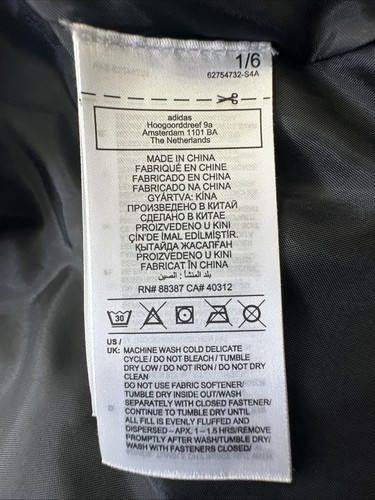 1/6
62754732-S4A
adidas
Hoogoorddreef 9a
Amsterdam 1101 BA
The Netherlands
MADE IN CHINA
FABRIQUÉ EN CHINE
FABRICADO EN CHINA
FABRICADO NA CHINA
GYÁRTVA: KÍNA
ПРОИЗВЕДЕНО В КИТАЙ
СДЕЛАНО В КИТАЕ
PROIZVEDENO U KINI
ÇİN'DE İMAL EDİLMİŞTİR.
ҚЫТАЙДА ЖАСАЛҒАН
PROIZVEDENO U KINI
FABRICAT ÎN CHINA
بلد المنشأ : الصين
RN# 88387 CA# 40312
30
US /
UK: MACHINE WASH COLD DELICATE
CYCLE / DO NOT BLEACH / TUMBLE
DRY LOW / DO NOT IRON / DO NOT DRY
CLEAN
DO NOT USE FABRIC SOFTENER/
TUMBLE DRY INSIDE OUT/WASH
SEPARATELY WITH CLOSED FASTENER/
CONTINUE TO TUMBLE DRY UNTIL
ALL FILL IS EVENLY FLUFFED AND
DISPERSED – APX. 1 – 1.5 HRS/REMOVE
PROMPTLY AFTER WASH/TUMBLE DRY/
WASH WITH FASTENERS CLOSED/